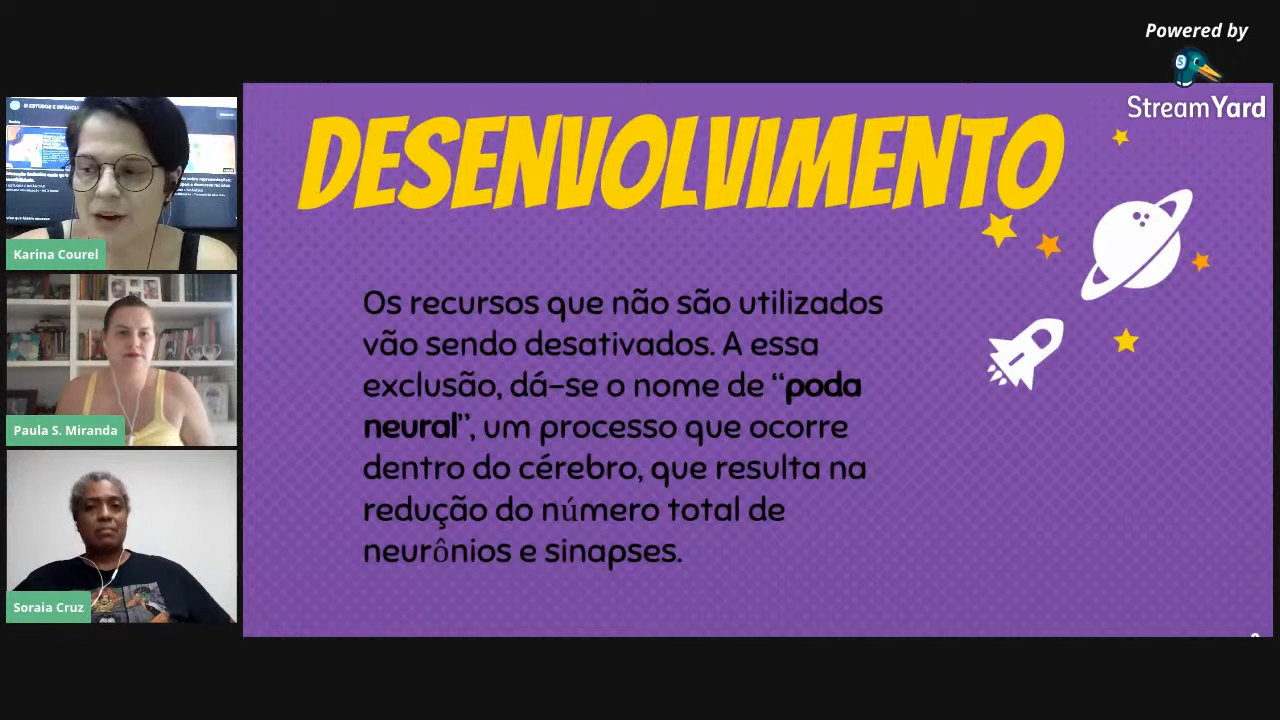 Powered by
StreamYard
DESENVOLVIMENTO
Os recursos que não são utilizados
vão sendo desativados. A essa
exclusão, dá-se o nome de “poda
neural”, um processo que ocorre
dentro do cérebro, que resulta na
redução do número total de
neurônios e sinapses.
Karina Courel
Paula S. Miranda
Soraia Cruz